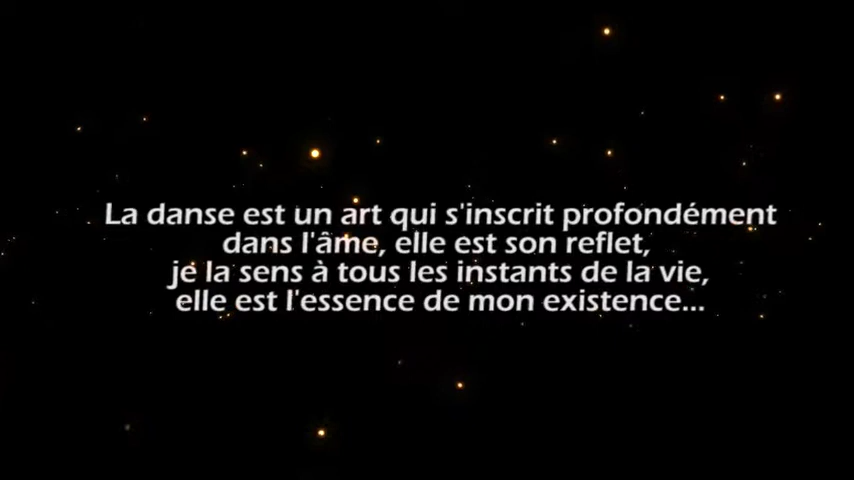 La danse est un art qui s'inscrit profondément
dans l'âme, elle est son reflet,
je la sens à tous les instants de la vie,
elle est l'essence de mon existence...